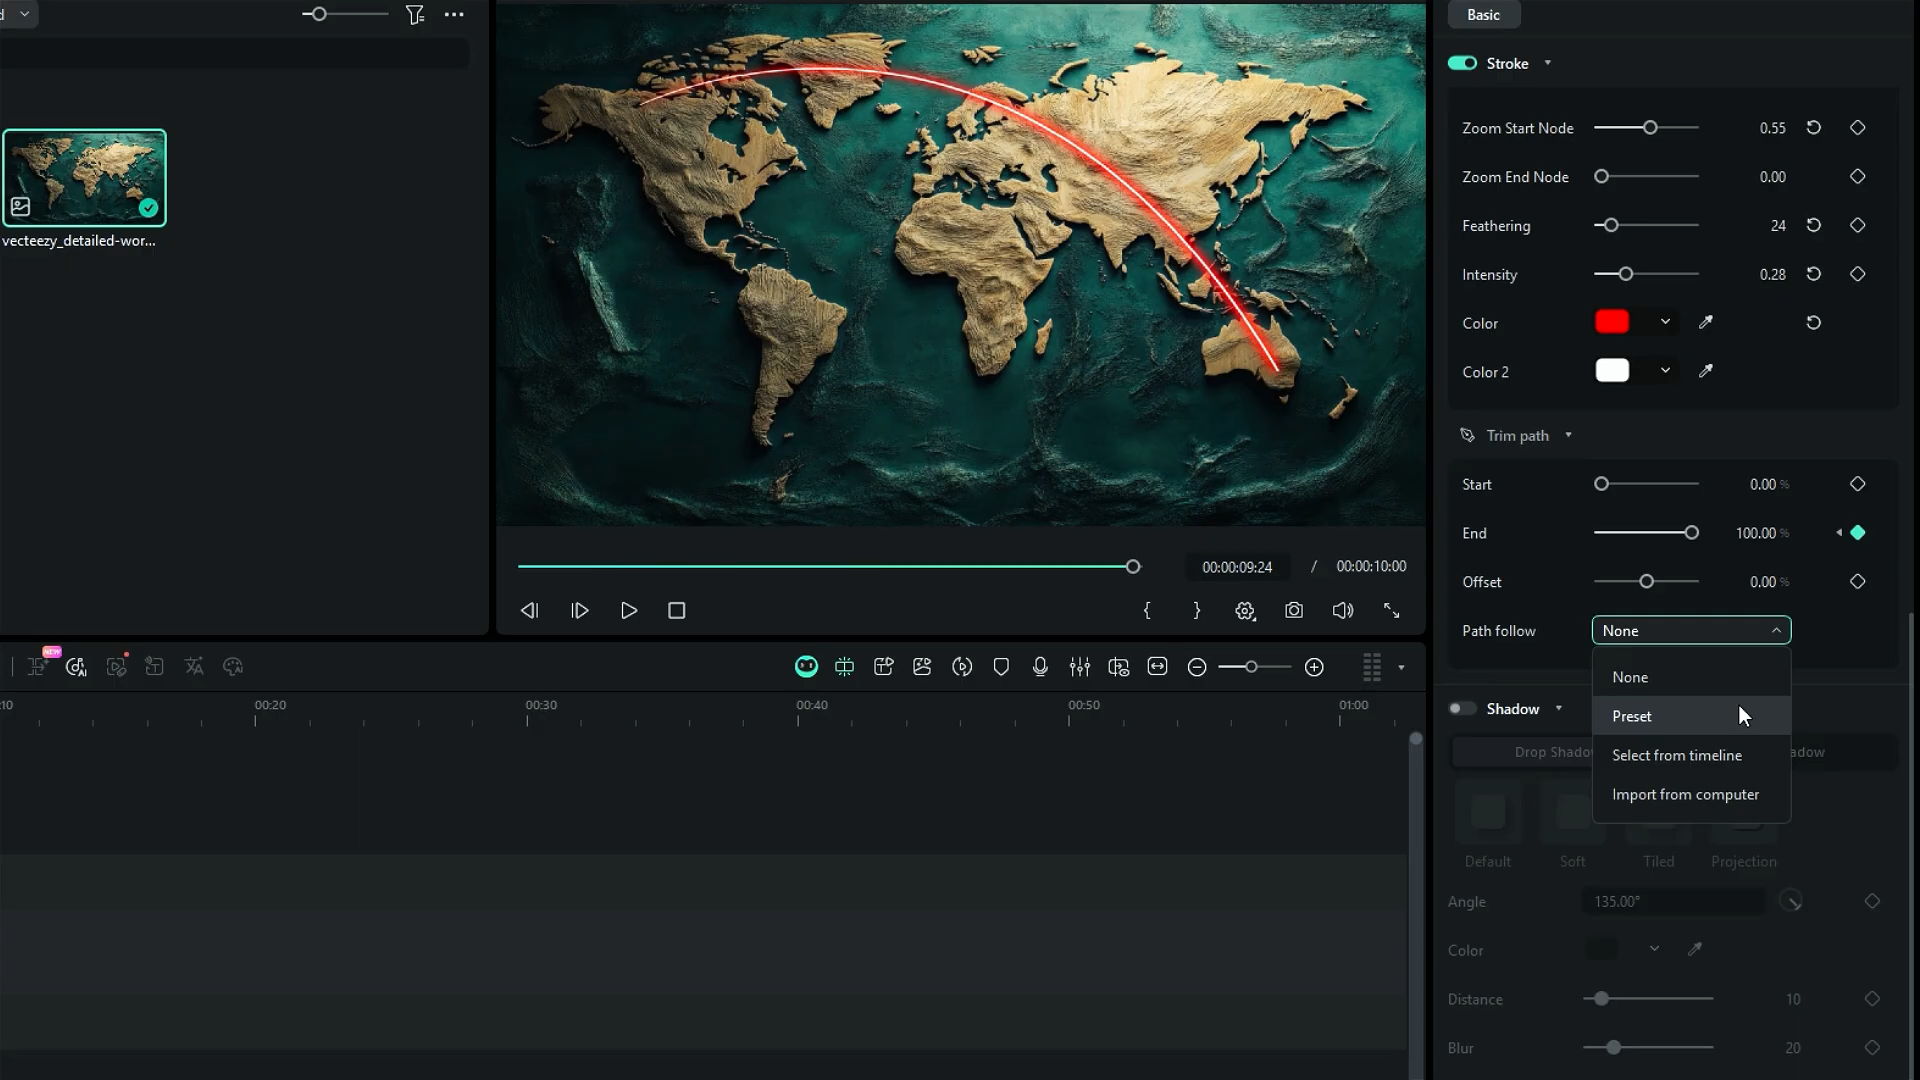 Basic
Stroke
Zoom Start Node 0.55
Zoom End Node 0.00
Feathering 24
Intensity 0.28
Color
Color 2
Trim path
Start 0.00 %
End 100.00 %
Offset 0.00 %
Path follow None
None
Preset
Select from timeline
Import from computer
Shadow
Drop Shadow
Default Soft Tiled Projection
Angle 135.00°
Color
Distance 10
Blur 20
vecteezy_detailed-wor...
00:00:09:24 / 00:00:10:00
{ }
NEW
:10 00:20 00:30 00:40 00:50 01:00